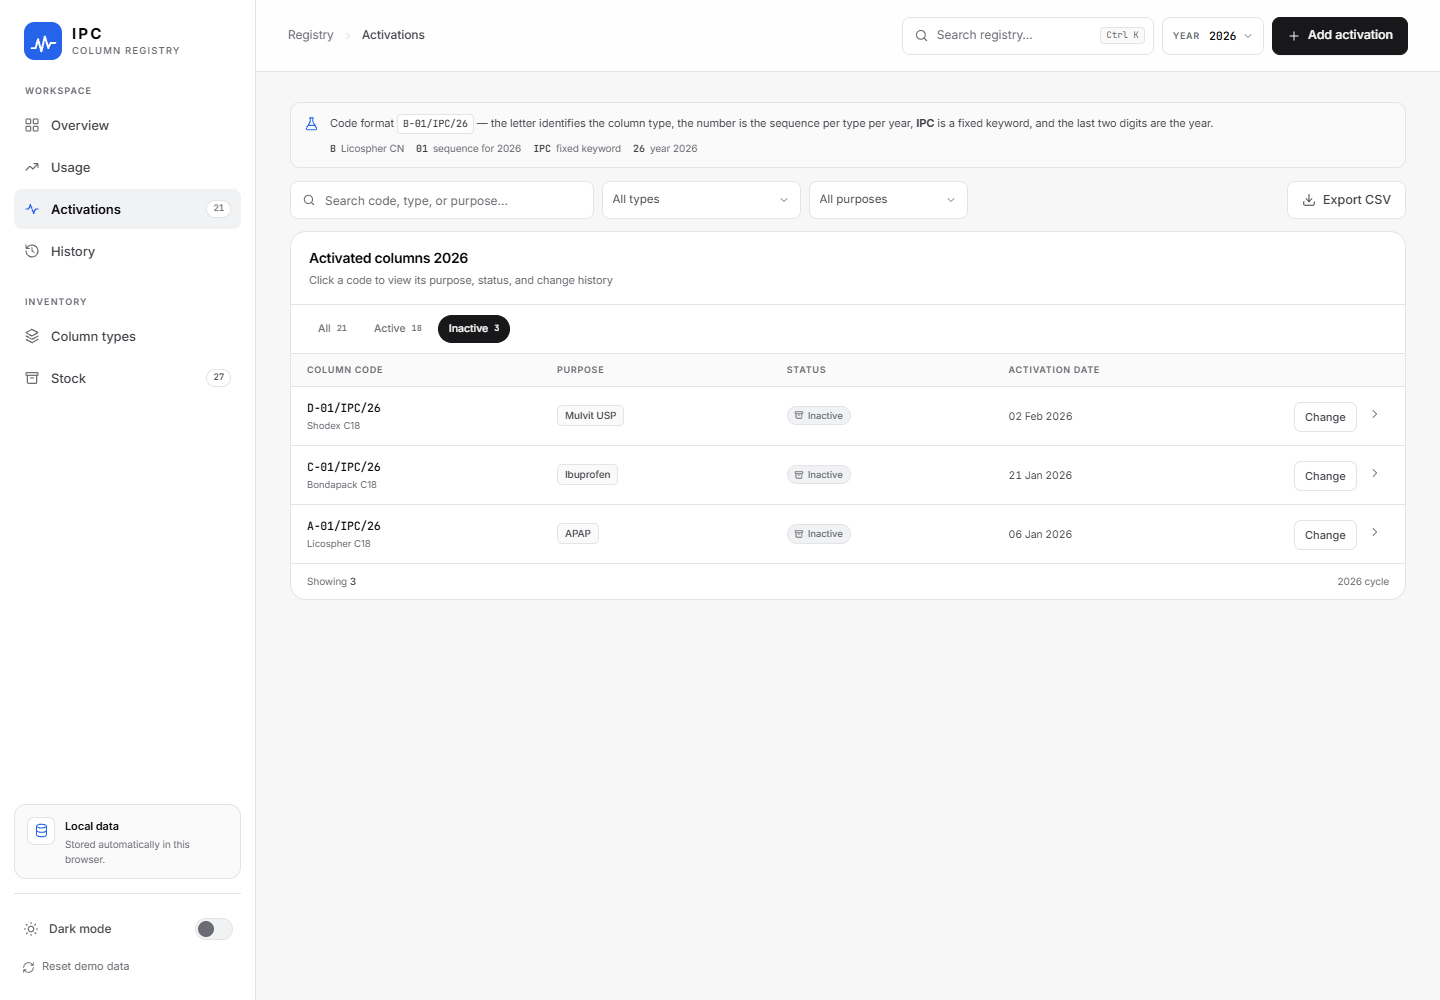 IPC
COLUMN REGISTRY
WORKSPACE
Overview
Usage
Activations 21
History
INVENTORY
Column types
Stock 27
Local data
Stored automatically in this
browser.
Dark mode
Reset demo data
Registry Activations
Search registry... Ctrl K
YEAR 2026
Add activation
Code format B-01/IPC/26 — the letter identifies the column type, the number is the sequence per type per year, IPC is a fixed keyword, and the last two digits are the year.
B Licospher CN 01 sequence for 2026 IPC fixed keyword 26 year 2026
Search code, type, or purpose...
All types
All purposes
Export CSV
Activated columns 2026
Click a code to view its purpose, status, and change history
All 21 Active 18 Inactive 3
COLUMN CODE PURPOSE STATUS ACTIVATION DATE
D-01/IPC/26
Shodex C18
Mulvit USP Inactive 02 Feb 2026 Change
C-01/IPC/26
Bondapack C18
Ibuprofen Inactive 21 Jan 2026 Change
A-01/IPC/26
Licospher C18
APAP Inactive 06 Jan 2026 Change
Showing 3 2026 cycle